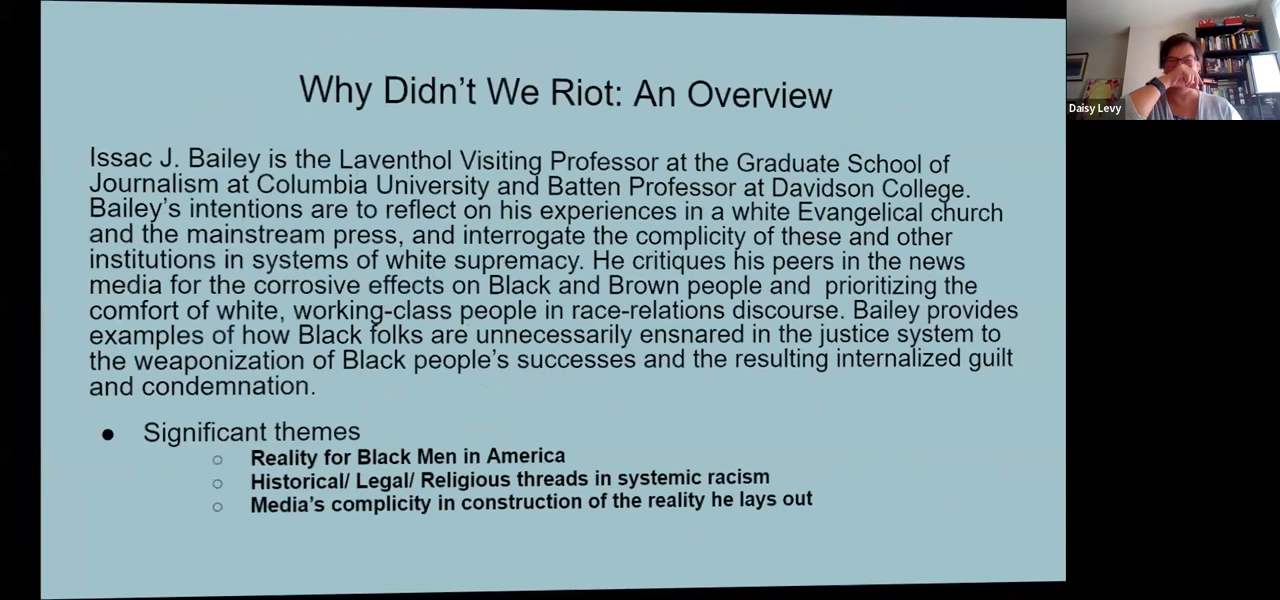 Why Didn't We Riot: An Overview
Issac J. Bailey is the Laventhol Visiting Professor at the Graduate School of
Journalism at Columbia University and Batten Professor at Davidson College.
Bailey's intentions are to reflect on his experiences in a white Evangelical church
and the mainstream press, and interrogate the complicity of these and other
institutions in systems of white supremacy. He critiques his peers in the news
media for the corrosive effects on Black and Brown people and  prioritizing the
comfort of white, working-class people in race-relations discourse. Bailey provides
examples of how Black folks are unnecessarily ensnared in the justice system to
the weaponization of Black people's successes and the resulting internalized guilt
and condemnation.
● Significant themes
○ Reality for Black Men in America
○ Historical/ Legal/ Religious threads in systemic racism
○ Media's complicity in construction of the reality he lays out
Daisy Levy